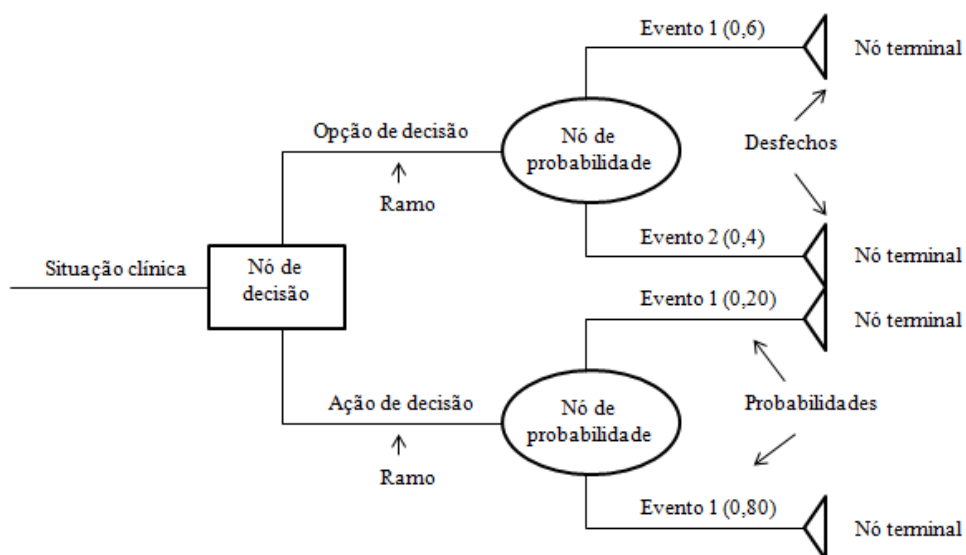 Evento 1 (0,6)
Nó terminal
Opção de decisão
Nó de
probabilidade
Desfechos
Ramo
Evento 2 (0,4)
Nó terminal
Situação clínica
Nó de
decisão
Evento 1 (0,20)
Nó terminal
Ação de decisão
Nó de
probabilidade
Probabilidades
Ramo
Evento 1 (0,80)
Nó terminal